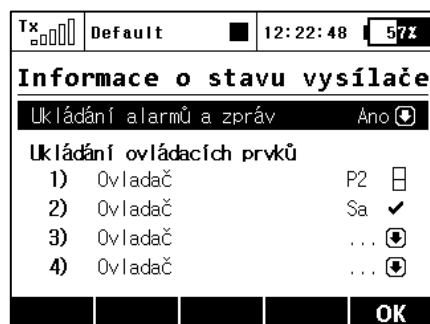 Tx Default 12:22:48 57%
Informace o stavu vysílače
Ukládání alarmů a zpráv Ano
Ukládání ovládacích prvků
1) Ovladač P2
2) Ovladač Sa
3) Ovladač ...
4) Ovladač ...
OK